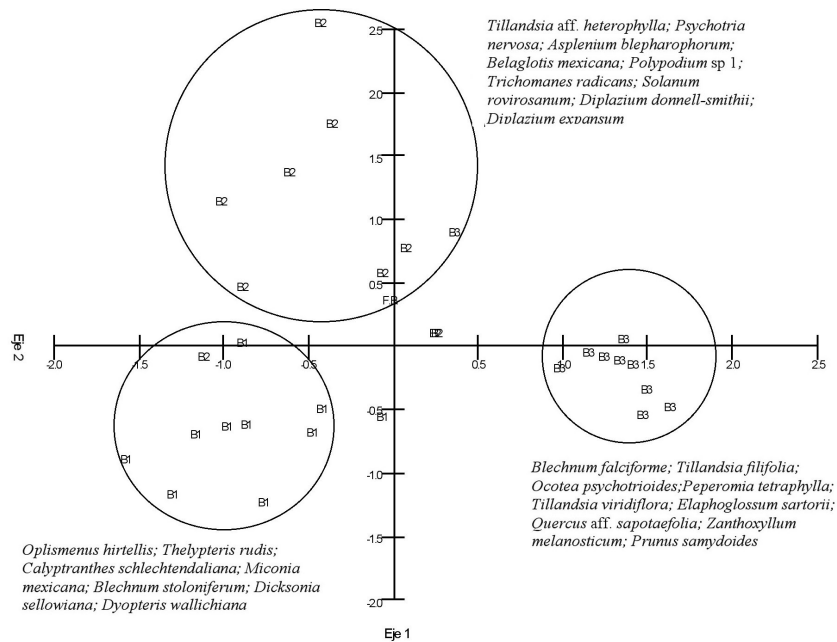 Tillandsia aff. heterophylla; Psychotria
nervosa; Asplenium blepharophorum;
Belaglotis mexicana; Polypodium sp 1;
Trichomanes radicans; Solanum
rovirosanum; Diplazium donnell-smithii;
Diplazium expansum
B2
2.5
2.0
B2
1.5
B2
B2
1.0
B3
B2
B2
0.5
B2
F.B
B2
B1
B3
Eje 2
B2
B3
B3
B3
B3
B3
-2.0
-1.5
-1.0
-0.5
0.5
1.0
1.5
2.0
2.5
B3
B1
-0.5
B1
B3
B3
B1
B1
B1
B1
B1
B1
-1.0
B1
B1
-1.5
-2.0
Blechnum falciforme; Tillandsia filifolia;
Ocotea psychotrioides;Peperomia tetraphylla;
Tillandsia viridiflora; Elaphoglossum sartorii;
Quercus aff. sapotaefolia; Zanthoxyllum
melanosticum; Prunus samydoides
Oplismenus hirtellis; Thelypteris rudis;
Calyptranthes schlechtendaliana; Miconia
mexicana; Blechnum stoloniferum; Dicksonia
sellowiana; Dyopteris wallichiana
Eje 1